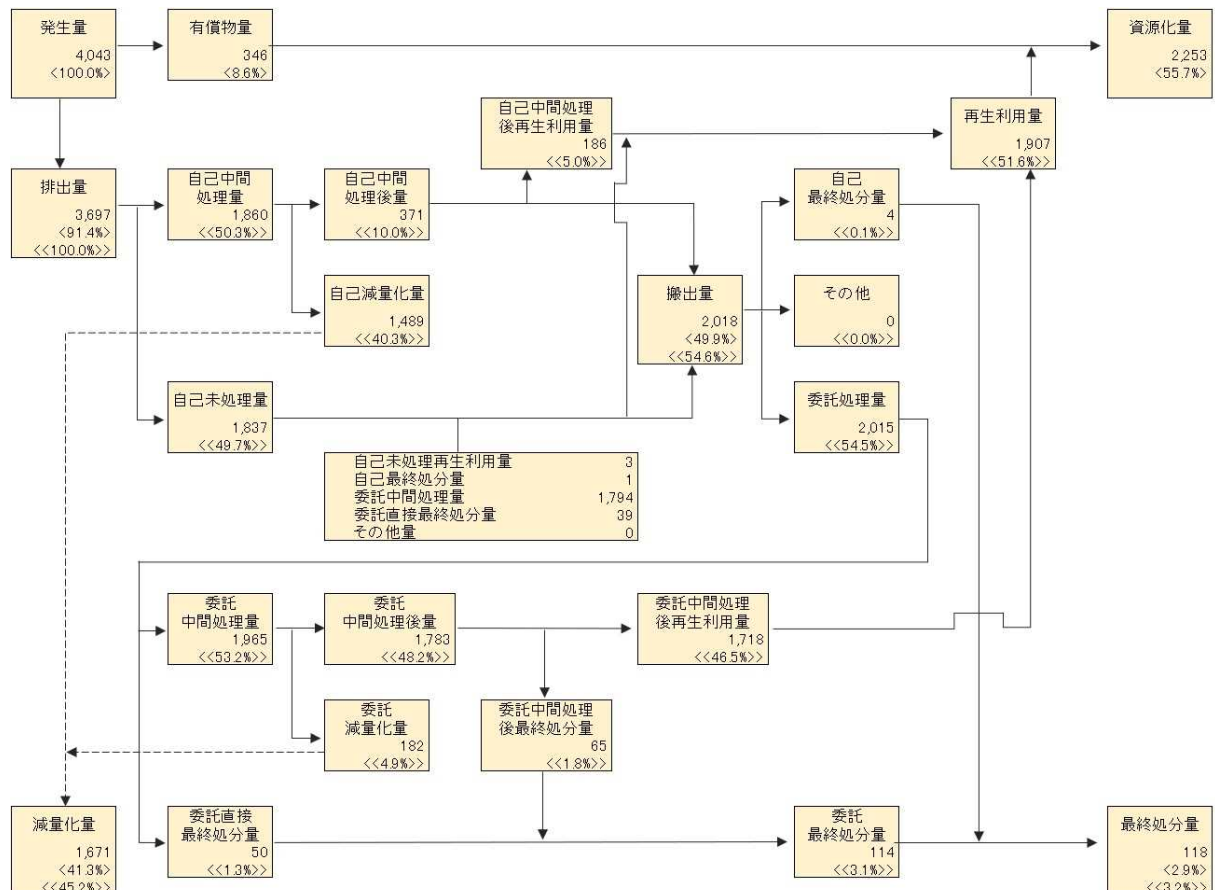 発生量
4,043
<100.0%>
有償物量
346
<8.6%>
資源化量
2,253
<55.7%>
自己中間処理
後再生利用量
186
<<5.0%>>
再生利用量
1,907
<<51.6%>>
排出量
3,697
<91.4%>
<<100.0%>>
自己中間
処理量
1,860
<<50.3%>>
自己中間
処理後量
371
<<10.0%>>
自己
最終処分量
4
<<0.1%>>
自己減量化量
1,489
<<40.3%>>
搬出量
2,018
<49.9%>
<<54.6%>>
その他
0
<<0.0%>>
自己未処理量
1,837
<<49.7%>>
委託処理量
2,015
<<54.5%>>
自己未処理再生利用量 3
自己最終処分量 1
委託中間処理量 1,794
委託直接最終処分量 39
その他量 0
委託
中間処理量
1,965
<<53.2%>>
委託
中間処理後量
1,783
<<48.2%>>
委託中間処理
後再生利用量
1,718
<<46.5%>>
委託
減量化量
182
<<4.9%>>
委託中間処理
後最終処分量
65
<<1.8%>>
減量化量
1,671
<41.3%>
<<45.2%>>
委託直接
最終処分量
50
<<1.3%>>
委託
最終処分量
114
<<3.1%>>
最終処分量
118
<2.9%>
<<3.2%>>